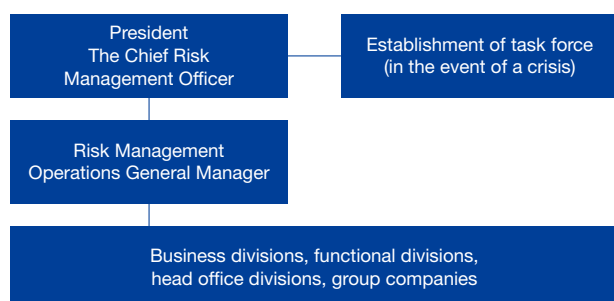 President
The Chief Risk
Management Officer
Establishment of task force
(in the event of a crisis)
Risk Management
Operations General Manager
Business divisions, functional divisions,
head office divisions, group companies